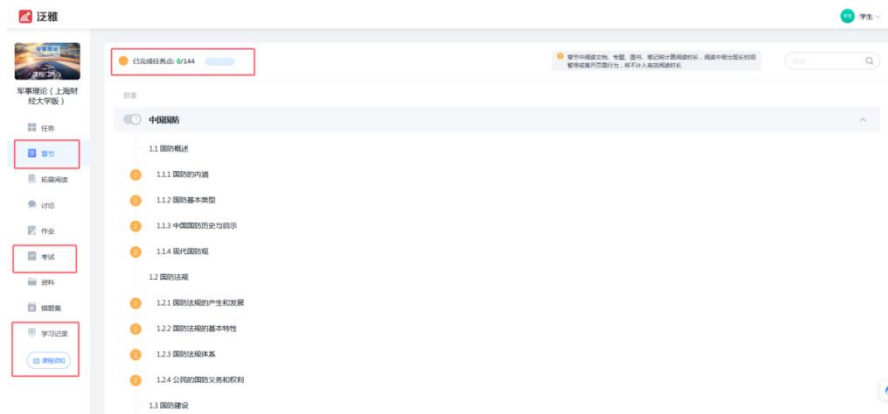 泛雅
学生
军事理论（上海财
经大学版）
任务
章节
拓展阅读
讨论
作业
考试
资料
错题集
学习记录
课程须知
已完成任务点: 0/144
章节中阅读文档、专题、图书、笔记将计算阅读时长，阅读中若出现长时间
暂停或离开页面行为，将不计入有效阅读时长
目录
中国国防
1.1 国防概述
1.1.1 国防的内涵
1.1.2 国防基本类型
1.1.3 中国国防历史与启示
1.1.4 现代国防观
1.2 国防法规
1.2.1 国防法规的产生和发展
1.2.2 国防法规的基本特性
1.2.3 国防法规体系
1.2.4 公民的国防义务和权利
1.3 国防建设